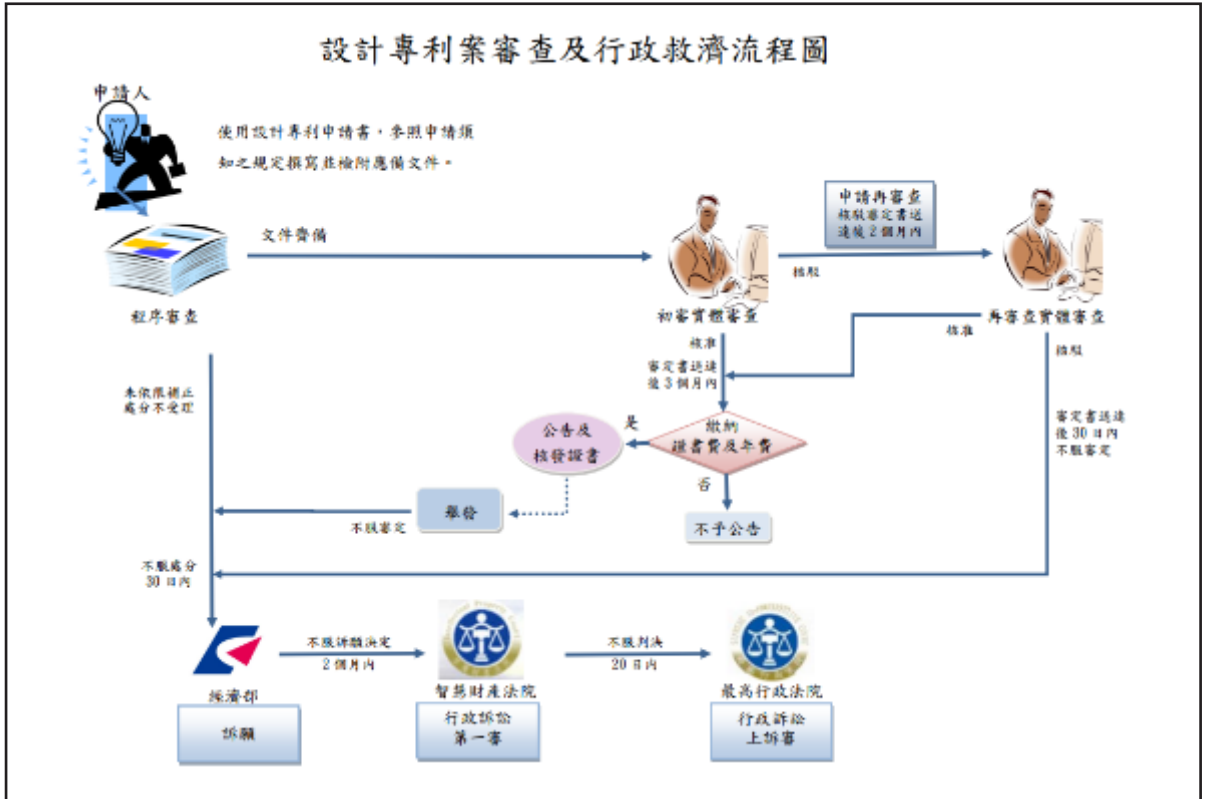 設計專利案審查及行政救濟流程圖
申請人
使用設計專利申請書，參照申請須
知之規定撰寫並檢附應備文件。
申請再審查
核駁審定書送
達後2個月內
文件齊備
核駁
程序審查
初審實體審查
再審查實體審查
核准
核准
核駁
審定書送達
後3個月內
未依限補正
處分不受理
審定書送達
後30日內
不服審定
繳納
證書費及年費
是
公告及
核發證書
否
舉發
不服審定
不予公告
不服處分
30日內
不服訴願決定
2個月內
不服判決
20日內
經濟部
智慧財產法院
最高行政法院
訴願
行政訴訟
第一審
行政訴訟
上訴審